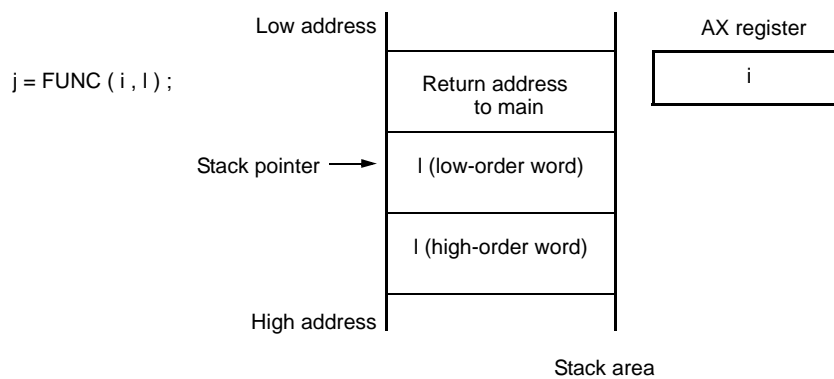 Low address
AX register
j = FUNC ( i , l ) ;
Return address
to main
i
Stack pointer
l (low-order word)
l (high-order word)
High address
Stack area